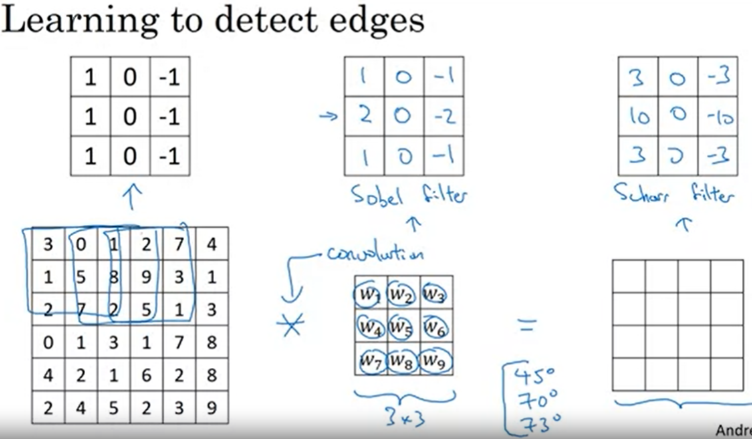 Learning to detect edges
1 0 -1
1 0 -1
1 0 -1
1 0 -1
→ 2 0 -2
1 0 -1
Sobel filter
3 0 -3
10 0 -10
3 0 -3
Scharr filter
3 0 1 2 7 4
1 5 8 9 3 1
2 7 2 5 1 3
0 1 3 1 7 8
4 2 1 6 2 8
2 4 5 2 3 9
convolution
*
w1 w2 w3
w4 w5 w6
w7 w8 w9
3×3
=
45°
70°
73°
Andre